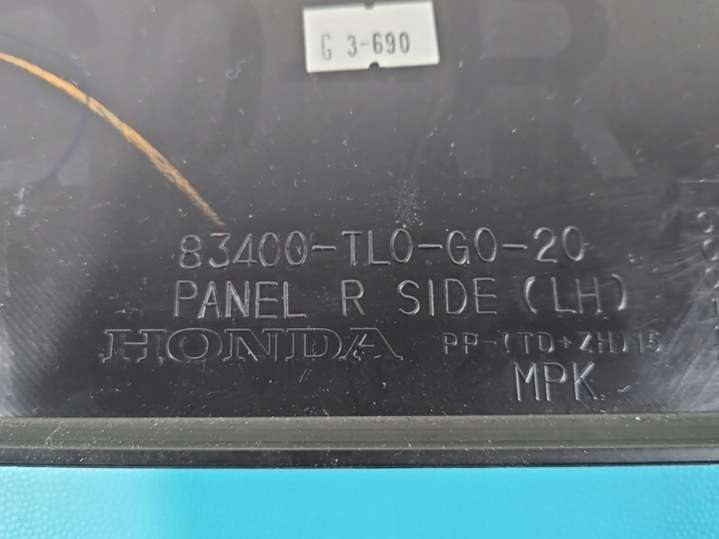 G 3-690
83400-TL0-G0-20
PANEL R SIDE (LH)
HONDA PP-(TD+ZH)15
MPK